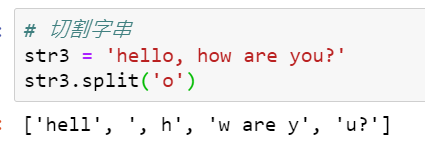 # 切割字串
str3 = 'hello, how are you?'
str3.split('o')
['hell', ', h', 'w are y', 'u?']